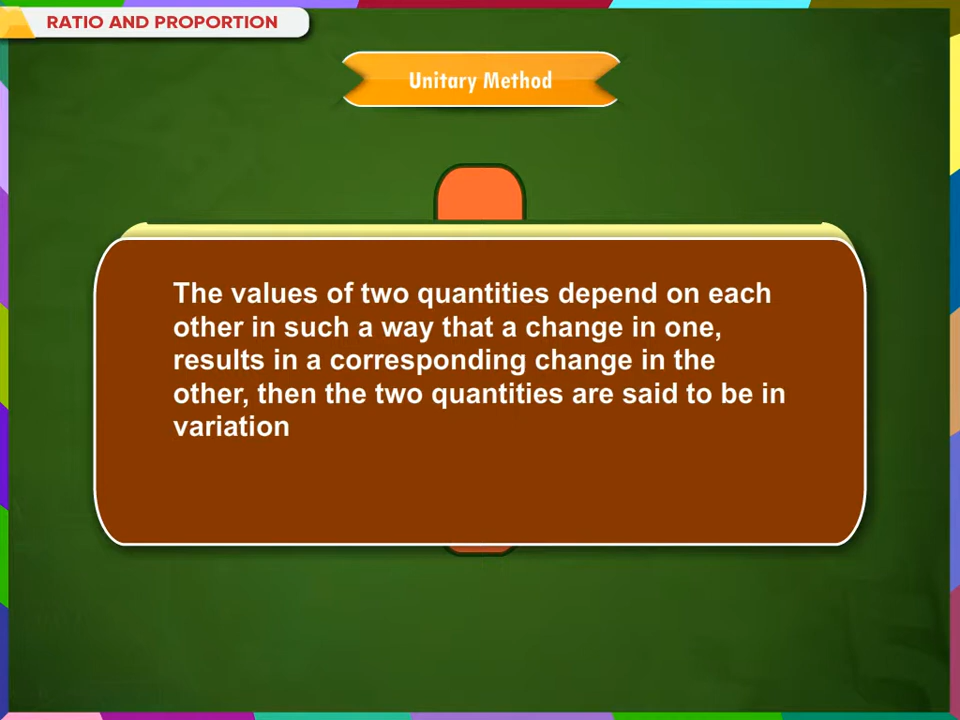 RATIO AND PROPORTION
Unitary Method
The values of two quantities depend on each
other in such a way that a change in one,
results in a corresponding change in the
other, then the two quantities are said to be in
variation